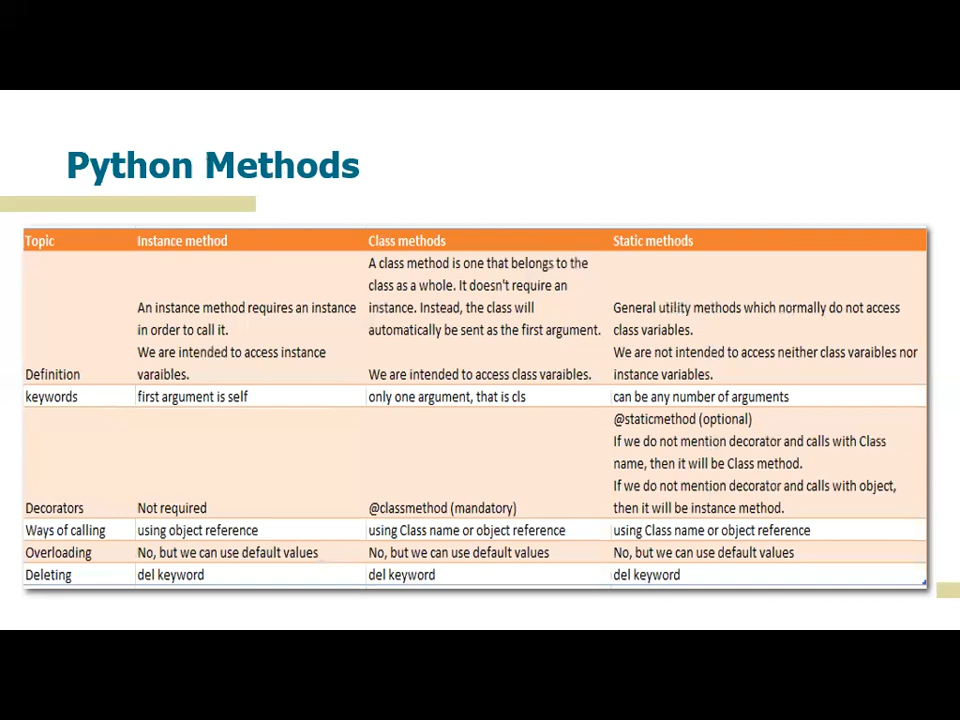 Python Methods
Topic Instance method Class methods Static methods
A class method is one that belongs to the
class as a whole. It doesn't require an
An instance method requires an instance instance. Instead, the class will General utility methods which normally do not access
in order to call it. automatically be sent as the first argument. class variables.
We are intended to access instance We are not intended to access neither class varaibles nor
Definition varaibles. We are intended to access class varaibles. instance variables.
keywords first argument is self only one argument, that is cls can be any number of arguments
@staticmethod (optional)
If we do not mention decorator and calls with Class
name, then it will be Class method.
If we do not mention decorator and calls with object,
Decorators Not required @classmethod (mandatory) then it will be instance method.
Ways of calling using object reference using Class name or object reference using Class name or object reference
Overloading No, but we can use default values No, but we can use default values No, but we can use default values
Deleting del keyword del keyword del keyword